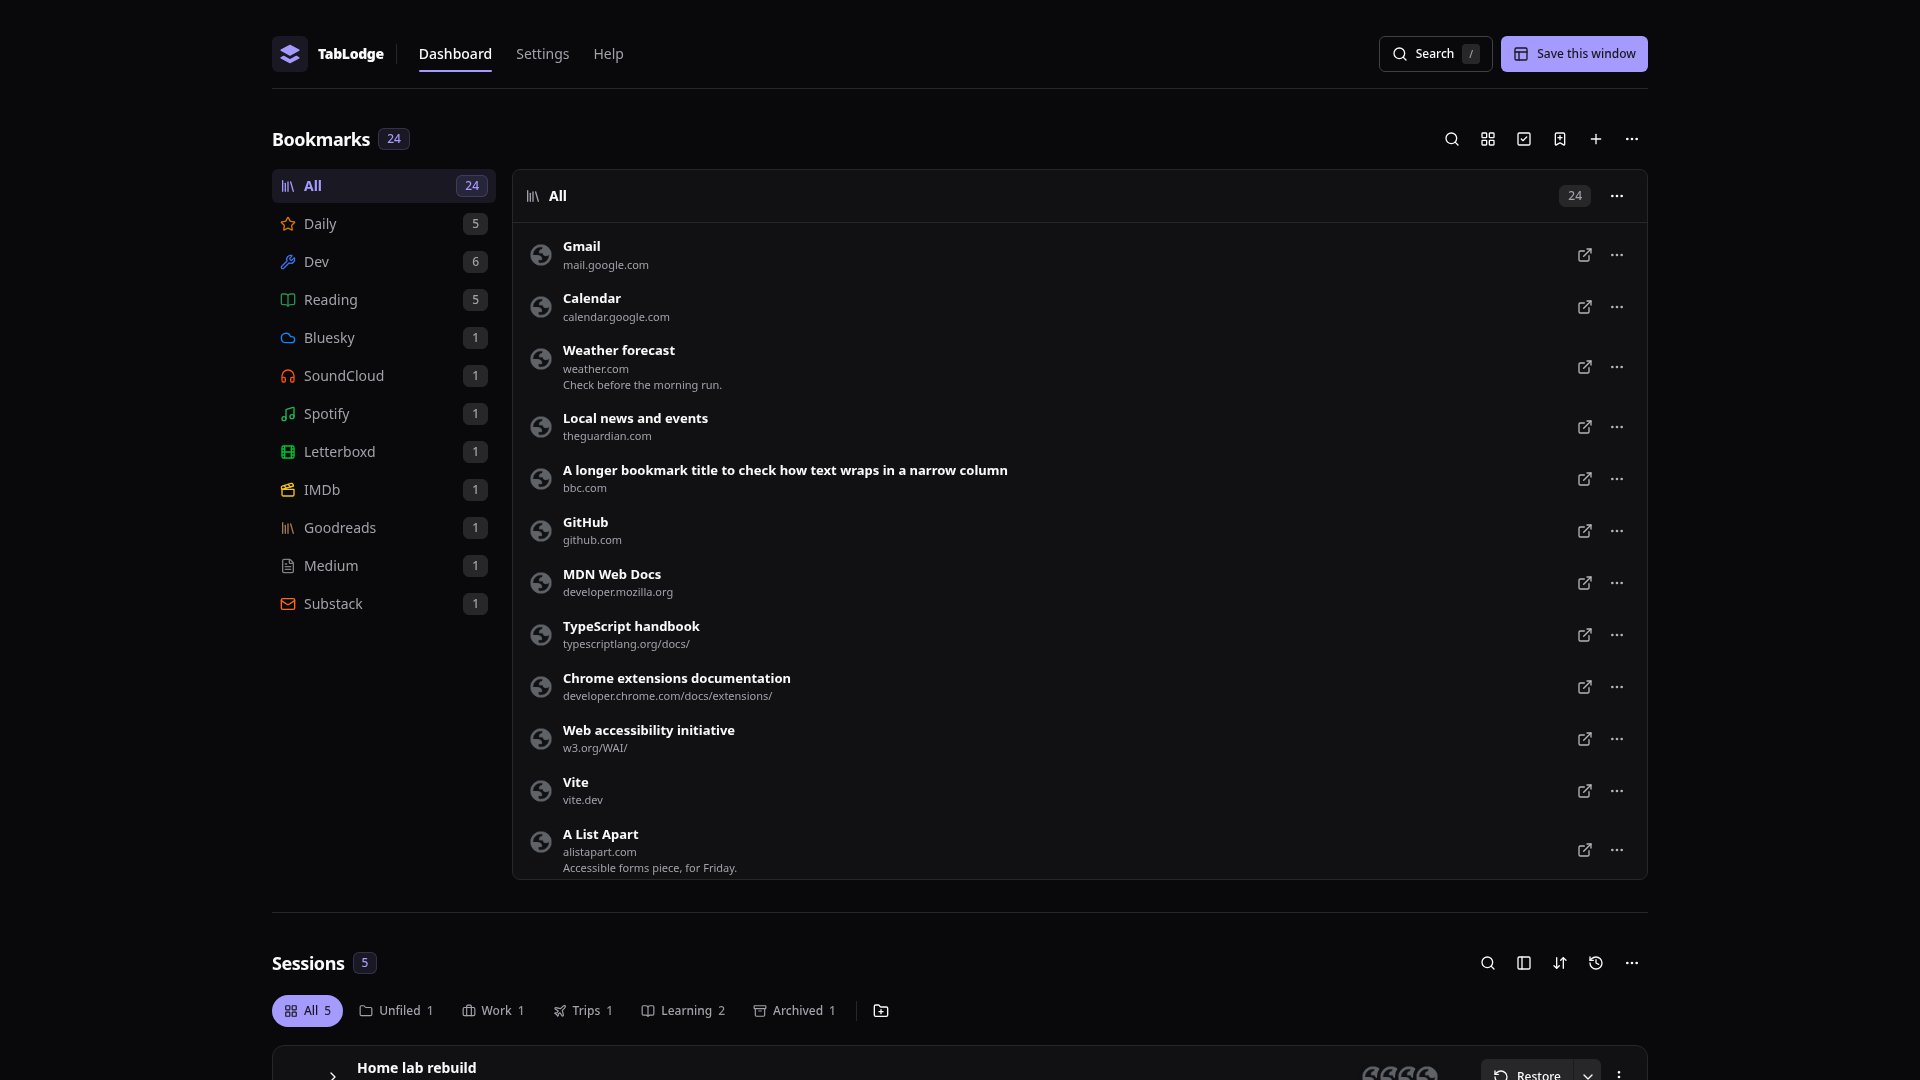 TabLodge
Dashboard
Settings
Help
Search /
Save this window
Bookmarks 24
All 24
Daily 5
Dev 6
Reading 5
Bluesky 1
SoundCloud 1
Spotify 1
Letterboxd 1
IMDb 1
Goodreads 1
Medium 1
Substack 1
All 24
Gmail
mail.google.com
Calendar
calendar.google.com
Weather forecast
weather.com
Check before the morning run.
Local news and events
theguardian.com
A longer bookmark title to check how text wraps in a narrow column
bbc.com
GitHub
github.com
MDN Web Docs
developer.mozilla.org
TypeScript handbook
typescriptlang.org/docs/
Chrome extensions documentation
developer.chrome.com/docs/extensions/
Web accessibility initiative
w3.org/WAI/
Vite
vite.dev
A List Apart
alistapart.com
Accessible forms piece, for Friday.
Sessions 5
All 5
Unfiled 1
Work 1
Trips 1
Learning 2
Archived 1
Home lab rebuild
Restore